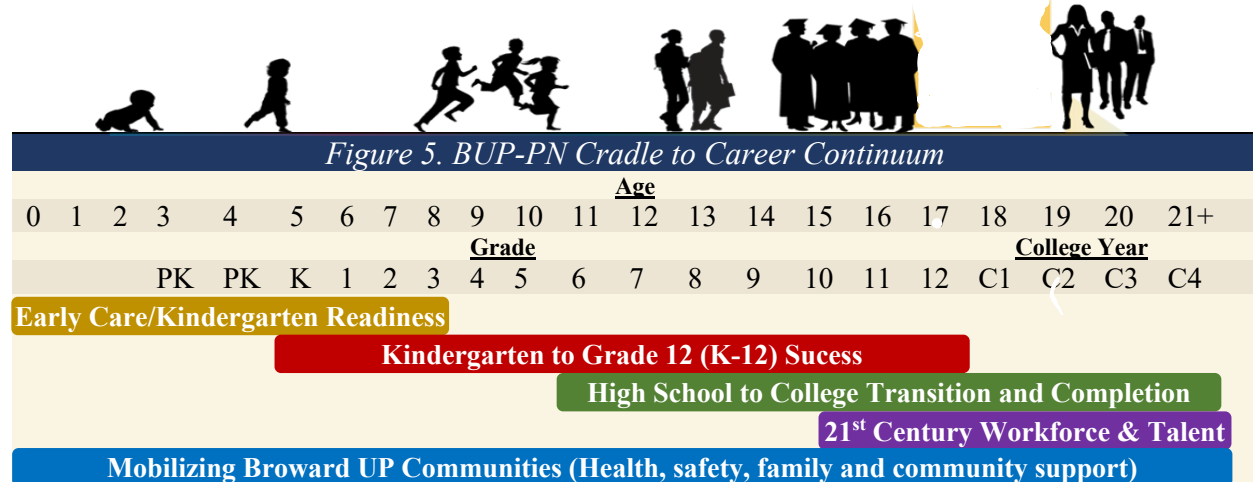 Figure 5. BUP-PN Cradle to Career Continuum
Age
0 1 2 3 4 5 6 7 8 9 10 11 12 13 14 15 16 17 18 19 20 21+
Grade College Year
PK PK K 1 2 3 4 5 6 7 8 9 10 11 12 C1 C2 C3 C4
Early Care/Kindergarten Readiness
Kindergarten to Grade 12 (K-12) Sucess
High School to College Transition and Completion
21st Century Workforce & Talent
Mobilizing Broward UP Communities (Health, safety, family and community support)